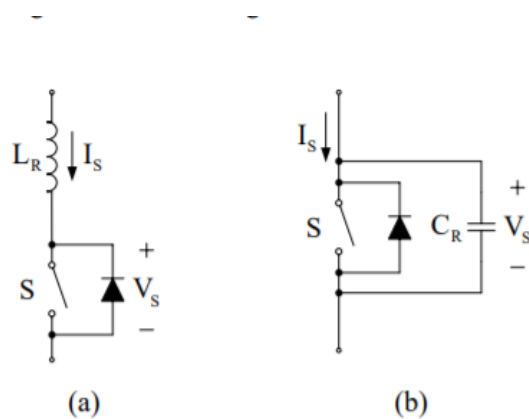 L_R I_S
S + V_S −
I_S
S C_R + V_S −
(a) (b)